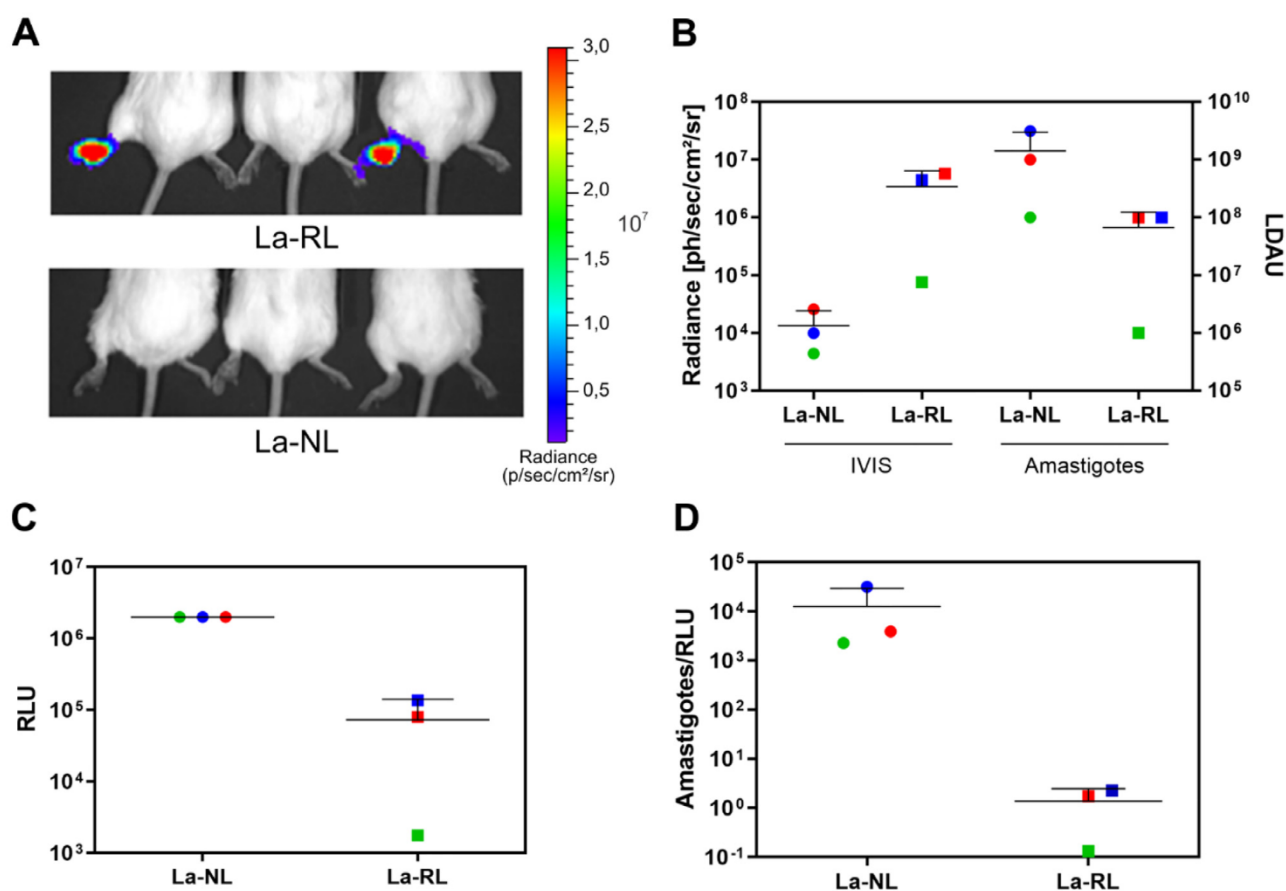 A
3,0
2,5
2,0
10⁷
1,5
1,0
0,5
La-RL
La-NL
Radiance
(p/sec/cm²/sr)
B
Radiance [ph/sec/cm²/sr]
10⁸
10⁷
10⁶
10⁵
10⁴
10³
10¹⁰
10⁹
10⁸
10⁷
10⁶
10⁵
LDAU
La-NL La-RL La-NL La-RL
IVIS Amastigotes
C
RLU
10⁷
10⁶
10⁵
10⁴
10³
La-NL La-RL
D
Amastigotes/RLU
10⁵
10⁴
10³
10²
10¹
10⁰
10⁻¹
La-NL La-RL